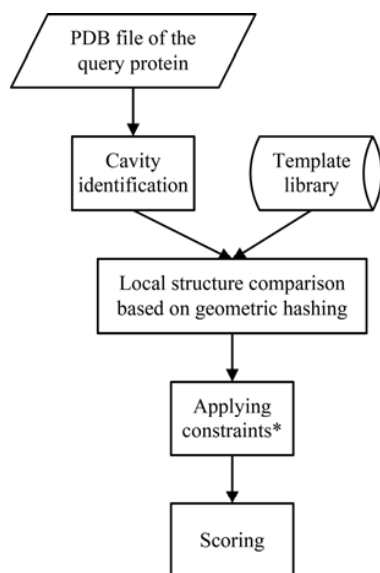 PDB file of the
query protein
Cavity
identification
Template
library
Local structure comparison
based on geometric hashing
Applying
constraints*
Scoring